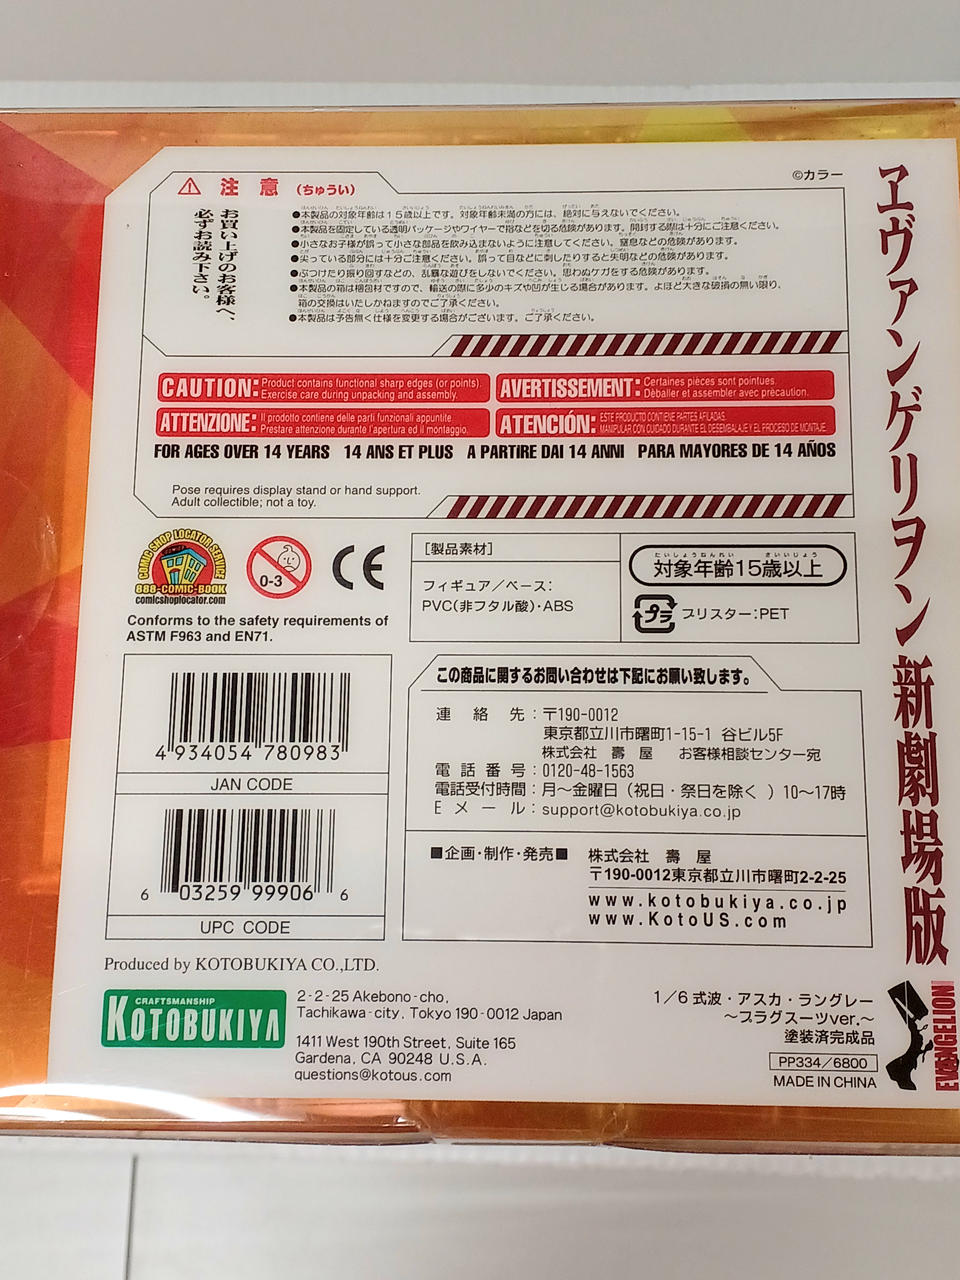 ©カラー
ヱヴァンゲリヲン新劇場版
EVANGELION
⚠ 注 意 (ちゅうい)
お買い上げのお客様へ、
必ずお読み下さい。
●本製品の対象年齢は15歳以上です。対象年齢未満の方には、絶対に与えないでください。
●本製品を固定している透明パッケージやワイヤーで指などを切る危険があります。開封する際は十分にご注意ください。
●小さなお子様が誤って小さな部品を飲み込まないように注意してください。窒息などの危険があります。
●尖っている部分には十分ご注意ください。誤って目などに刺したりすると失明などの危険があります。
●ぶつけたり振り回すなどの、乱暴な遊びをしないでください。思わぬケガをする危険があります。
●本製品の箱は梱包材ですので、輸送の際に多少のキズや凹が生じる場合があります。よほど大きな破損の無い限り、
箱の交換はいたしかねますのでご了承ください。
●本製品は予告無く仕様を変更する場合がございます。ご了承ください。
CAUTION: Product contains functional sharp edges (or points).
Exercise care during unpacking and assembly.
AVERTISSEMENT: Certaines pièces sont pointues.
Déballer et assembler avec précaution.
ATTENZIONE: Il prodotto contiene delle parti funzionali appuntite.
Prestare attenzione durante l'apertura ed il montaggio.
ATENCIÓN: ESTE PRODUCTO CONTIENE PARTES AFILADAS.
MANIPULAR CON CUIDADO DURANTE EL DESEMBALAJE Y EL PROCESO DE MONTAJE.
FOR AGES OVER 14 YEARS 14 ANS ET PLUS A PARTIRE DAI 14 ANNI PARA MAYORES DE 14 AÑOS
Pose requires display stand or hand support.
Adult collectible; not a toy.
COMIC SHOP LOCATOR SERVICE
888-COMIC-BOOK
comicshoplocator.com
0-3
CE
Conforms to the safety requirements of
ASTM F963 and EN71.
[製品素材]
フィギュア/ベース:
PVC(非フタル酸)・ABS
たいしょうねんれい さいいじょう
対象年齢15歳以上
プラ ブリスター:PET
4 934054 780983
JAN CODE
6 03259 99906 6
UPC CODE
この商品に関するお問い合わせは下記にお願い致します。
連絡先:〒190-0012
東京都立川市曙町1-15-1 谷ビル5F
株式会社 壽屋 お客様相談センター宛
電話番号:0120-48-1563
電話受付時間:月～金曜日(祝日・祭日を除く )10～17時
Eメール:support@kotobukiya.co.jp
■企画・制作・発売■ 株式会社 壽屋
〒190-0012東京都立川市曙町2-2-25
www.kotobukiya.co.jp
www.KotoUS.com
Produced by KOTOBUKIYA CO.,LTD.
CRAFTSMANSHIP
KOTOBUKIYA
2-2-25 Akebono-cho,
Tachikawa-city, Tokyo 190-0012 Japan
1411 West 190th Street, Suite 165
Gardena, CA 90248 U.S.A.
questions@kotous.com
1/6 式波・アスカ・ラングレー
～プラグスーツver.～
塗装済完成品
PP334/6800
MADE IN CHINA